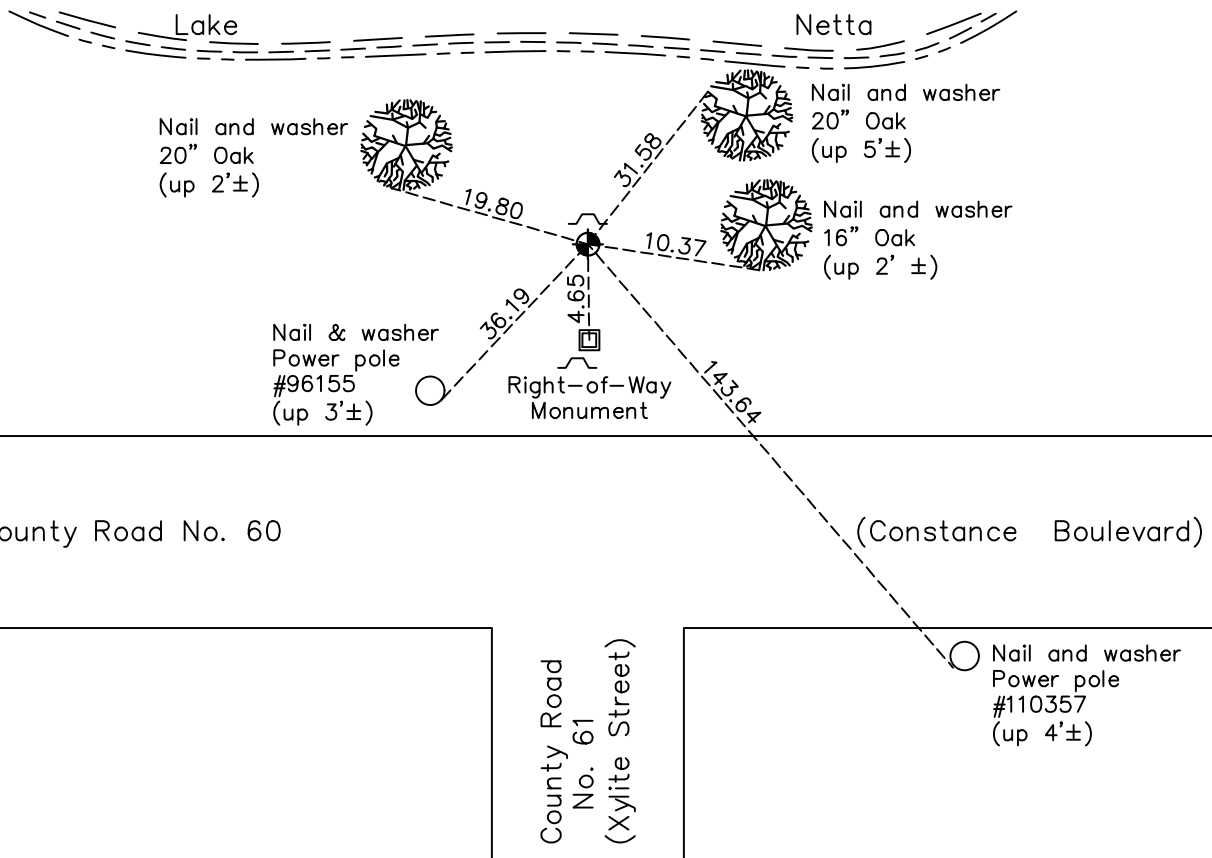 Lake Netta
Nail and washer
20" Oak
(up 5'±)
Nail and washer
20" Oak
(up 2'±)
31.58
19.80
Nail and washer
16" Oak
(up 2' ±)
10.37
4.65
36.19
Nail & washer
Power pole
#96155
(up 3'±)
Right-of-Way
Monument
143.64
ounty Road No. 60
(Constance Boulevard)
Nail and washer
Power pole
#110357
(up 4'±)
County Road
No. 61
(Xylite Street)